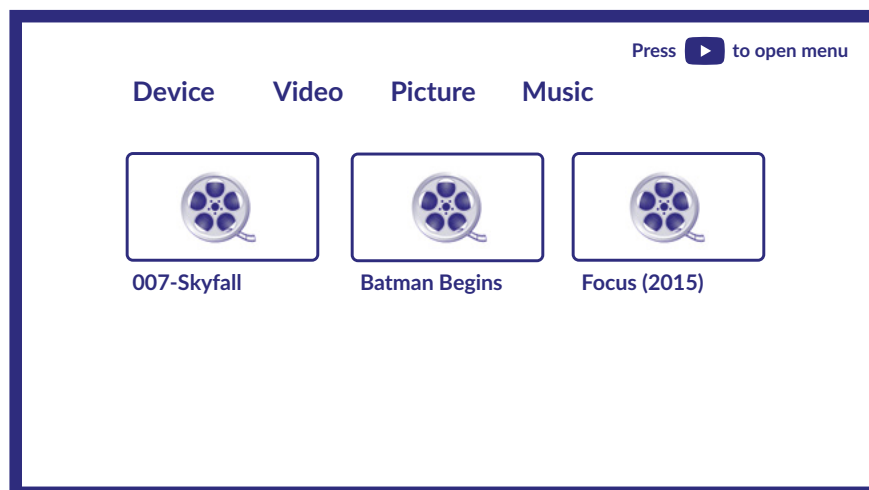 Press to open menu
Device Video Picture Music
007-Skyfall Batman Begins Focus (2015)